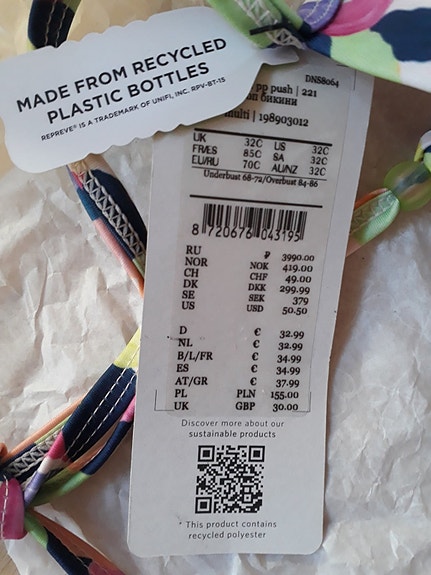 MADE FROM RECYCLED
PLASTIC BOTTLES
REPREVE® IS A TRADEMARK OF UNIFI, INC. RPV-BT-15
DNS8064
pp push | 221
бикини
multi | 198903012
UK 32C US 32C
FR/ES 85C SA 32C
EU/RU 70C AU/NZ 32C
Underbust 68-72/Overbust 84-86
8 720676 043195
RU ₽ 3990.00
NOR NOK 419.00
CH CHF 49.00
DK DKK 299.99
SE SEK 379
US USD 50.50
D € 32.99
NL € 32.99
B/L/FR € 34.99
ES € 34.99
AT/GR € 37.99
PL PLN 155.00
UK GBP 30.00
Discover more about our
sustainable products
* This product contains
recycled polyester